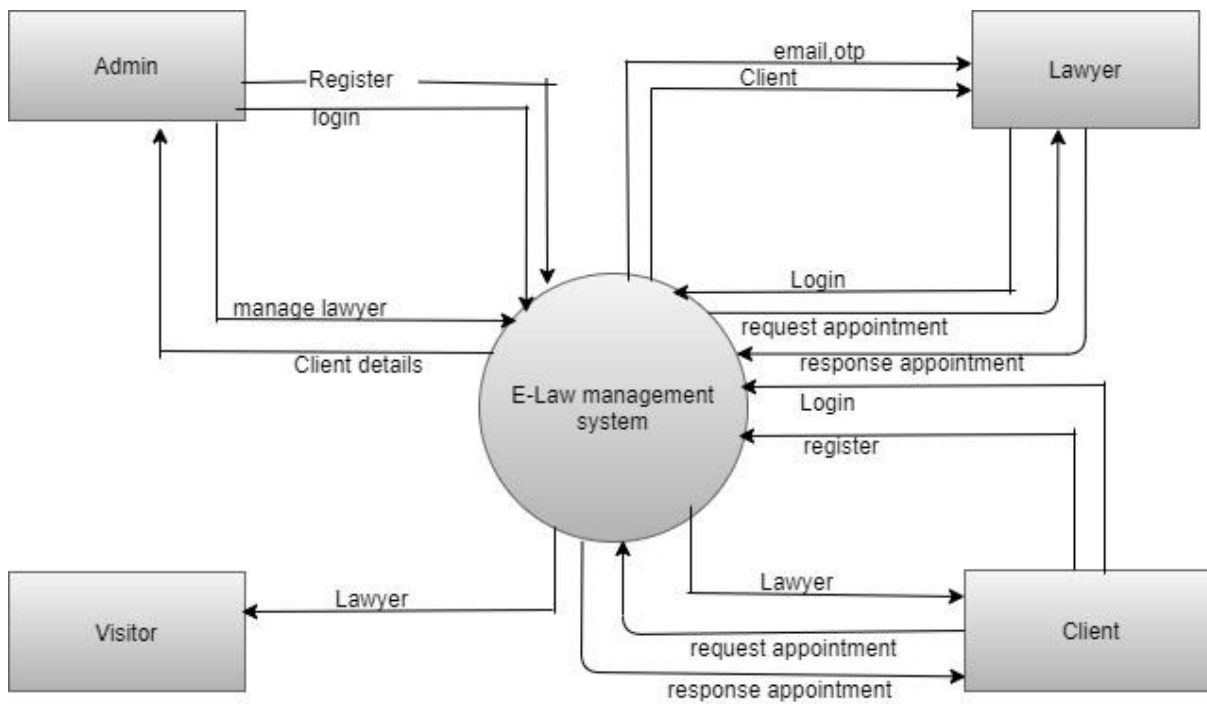 Admin
Register
login
manage lawyer
Client details
email,otp
Client
Lawyer
Login
request appointment
response appointment
Login
register
E-Law management
system
Visitor
Lawyer
Lawyer
request appointment
response appointment
Client